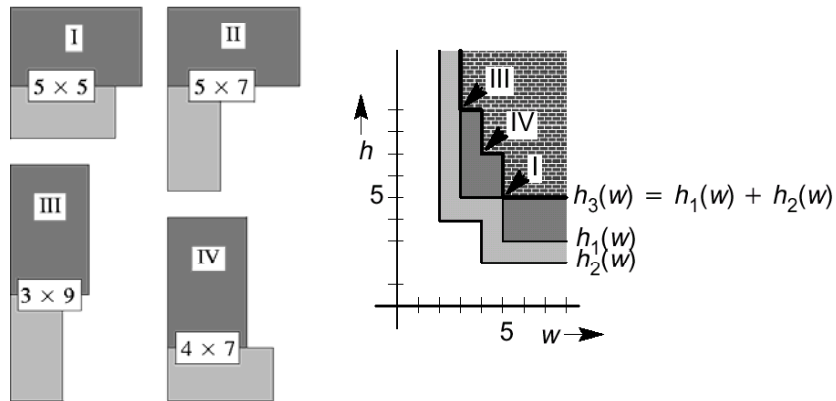 I
5 × 5
II
5 × 7
III
3 × 9
IV
4 × 7
III
IV
I
h
5
h₃(w) = h₁(w) + h₂(w)
h₁(w)
h₂(w)
5
w